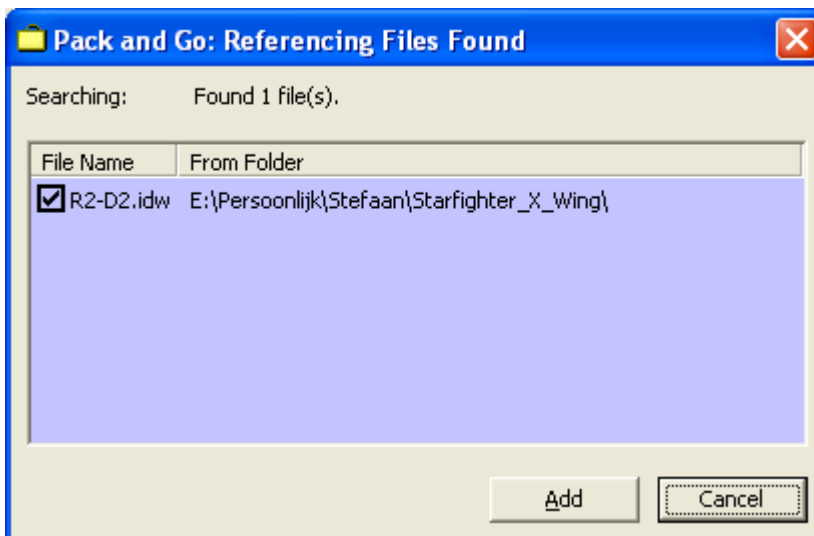 Pack and Go: Referencing Files Found
Searching: Found 1 file(s).
File Name From Folder
R2-D2.idw E:\Persoonlijk\Stefaan\Starfighter_X_Wing\
Add Cancel